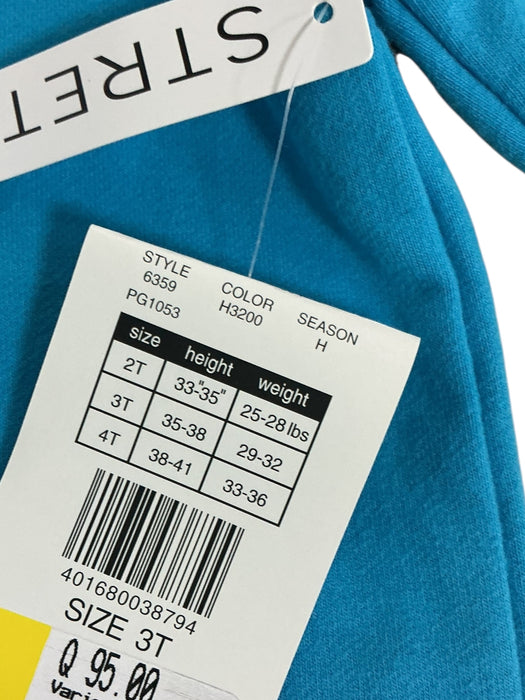 STRET
STYLE COLOR SEASON
6359 H3200 H
PG1053
size height weight
2T 33"-35" 25-28 lbs
3T 35-38 29-32
4T 38-41 33-36
401680038794
SIZE 3T
Q 95.00